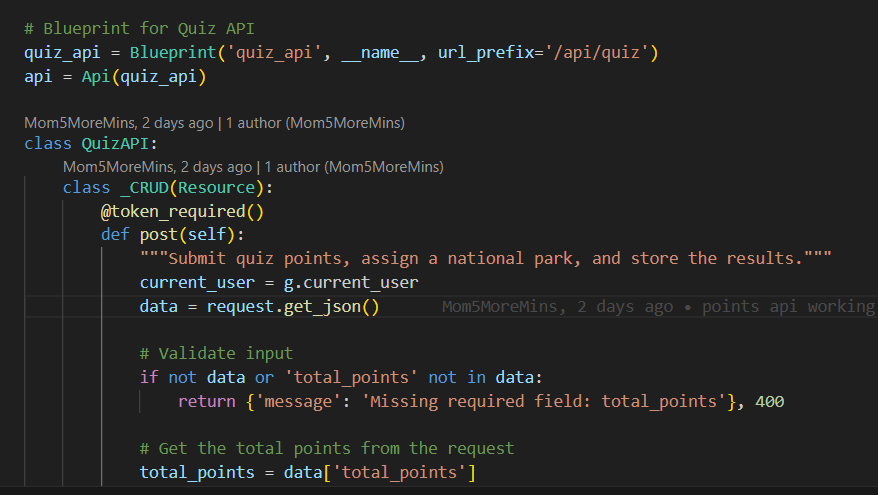 # Blueprint for Quiz API
quiz_api = Blueprint('quiz_api', __name__, url_prefix='/api/quiz')
api = Api(quiz_api)
Mom5MoreMins, 2 days ago | 1 author (Mom5MoreMins)
class QuizAPI:
Mom5MoreMins, 2 days ago | 1 author (Mom5MoreMins)
class _CRUD(Resource):
@token_required()
def post(self):
"""Submit quiz points, assign a national park, and store the results."""
current_user = g.current_user
data = request.get_json() Mom5MoreMins, 2 days ago • points api working
# Validate input
if not data or 'total_points' not in data:
return {'message': 'Missing required field: total_points'}, 400
# Get the total points from the request
total_points = data['total_points']